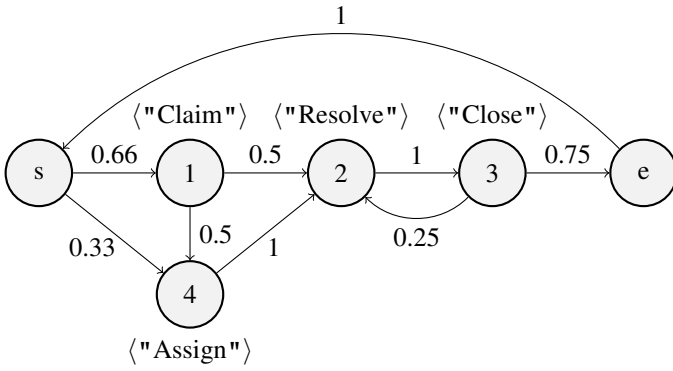 1
⟨"Claim"⟩ ⟨"Resolve"⟩ ⟨"Close"⟩
s 0.66 1 0.5 2 1 3 0.75 e
0.33 0.5 1 0.25
4
⟨"Assign"⟩